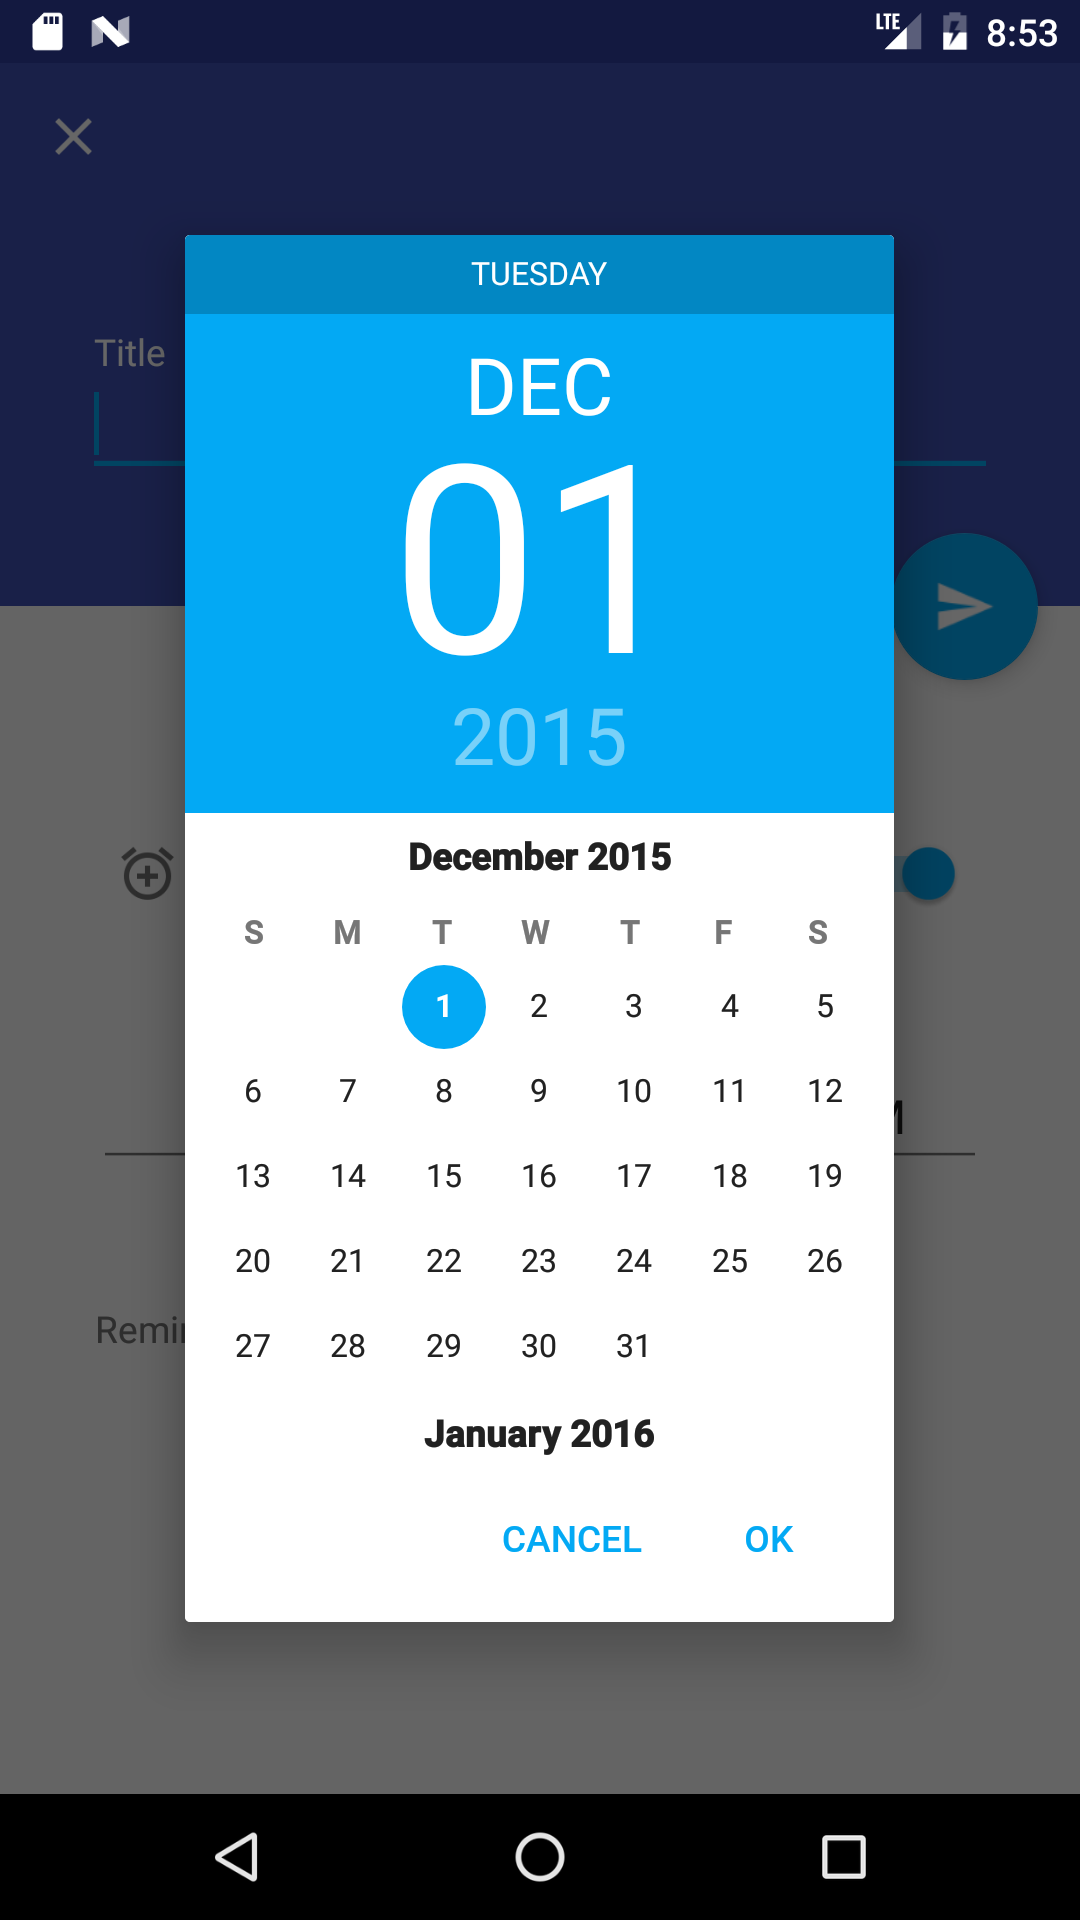 LTE 8:53
TUESDAY
Title
DEC
01
2015
December 2015
S M T W T F S
1 2 3 4 5
6 7 8 9 10 11 12
13 14 15 16 17 18 19
20 21 22 23 24 25 26
27 28 29 30 31
January 2016
CANCEL OK